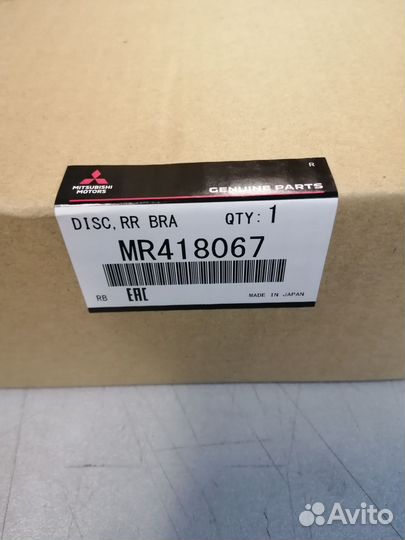 R
MITSUBISHI
MOTORS
GENUINE PARTS
DISC,RR BRA QTY: 1
MR418067
RB EAC MADE IN JAPAN
Avito